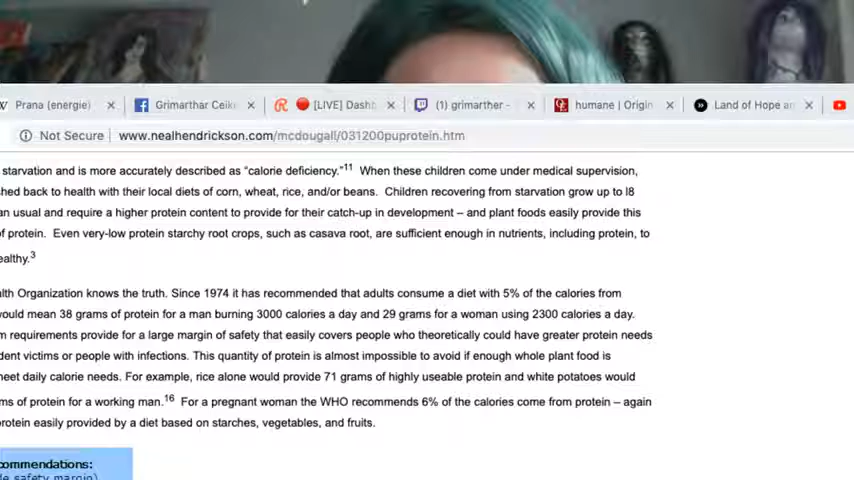 Prana (energie) × Grimarthar Ceik × [LIVE] Dashb × (1) grimarther - × humane | Origin × Land of Hope an ×
Not Secure | www.nealhendrickson.com/mcdougall/031200puprotein.htm
starvation and is more accurately described as “calorie deficiency.”11 When these children come under medical supervision,
shed back to health with their local diets of corn, wheat, rice, and/or beans. Children recovering from starvation grow up to l8
an usual and require a higher protein content to provide for their catch-up in development – and plant foods easily provide this
of protein. Even very-low protein starchy root crops, such as casava root, are sufficient enough in nutrients, including protein, to
ealthy.3
alth Organization knows the truth. Since 1974 it has recommended that adults consume a diet with 5% of the calories from
would mean 38 grams of protein for a man burning 3000 calories a day and 29 grams for a woman using 2300 calories a day.
m requirements provide for a large margin of safety that easily covers people who theoretically could have greater protein needs
dent victims or people with infections. This quantity of protein is almost impossible to avoid if enough whole plant food is
meet daily calorie needs. For example, rice alone would provide 71 grams of highly useable protein and white potatoes would
ms of protein for a working man.16 For a pregnant woman the WHO recommends 6% of the calories come from protein – again
protein easily provided by a diet based on starches, vegetables, and fruits.
commendations:
le safety margin)